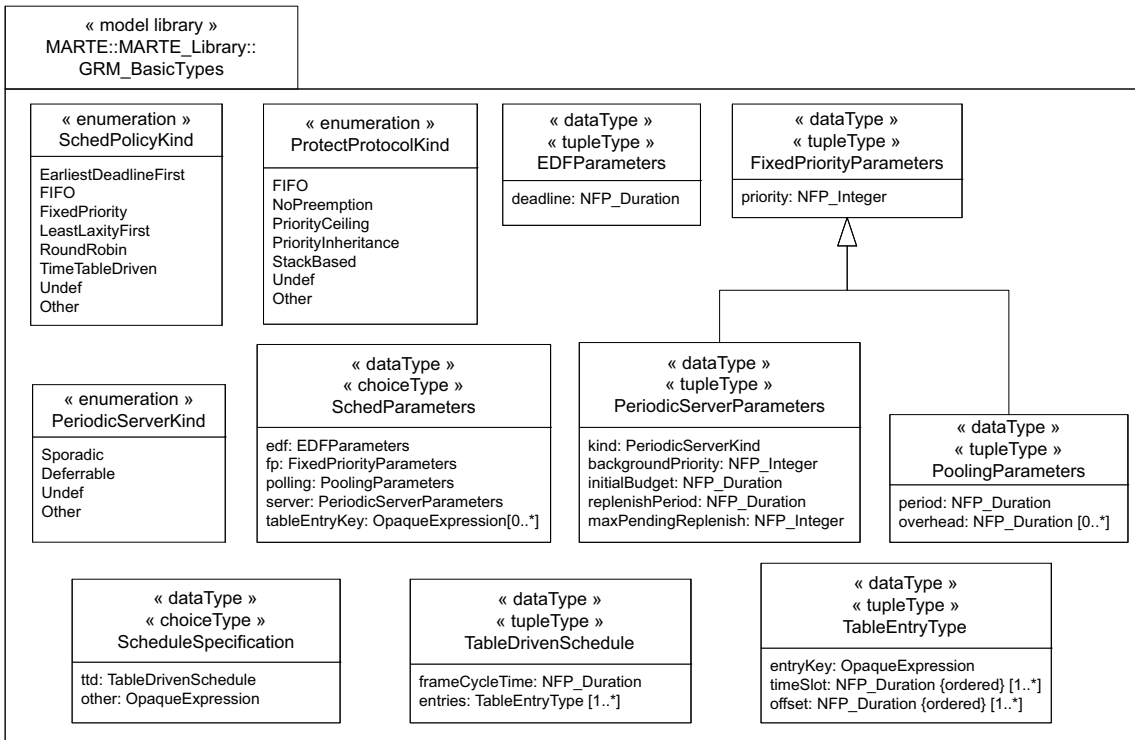 « model library »
MARTE::MARTE_Library::
GRM_BasicTypes
« enumeration »
SchedPolicyKind
EarliestDeadlineFirst
FIFO
FixedPriority
LeastLaxityFirst
RoundRobin
TimeTableDriven
Undef
Other
« enumeration »
ProtectProtocolKind
FIFO
NoPreemption
PriorityCeiling
PriorityInheritance
StackBased
Undef
Other
« dataType »
« tupleType »
EDFParameters
deadline: NFP_Duration
« dataType »
« tupleType »
FixedPriorityParameters
priority: NFP_Integer
« enumeration »
PeriodicServerKind
Sporadic
Deferrable
Undef
Other
« dataType »
« choiceType »
SchedParameters
edf: EDFParameters
fp: FixedPriorityParameters
polling: PoolingParameters
server: PeriodicServerParameters
tableEntryKey: OpaqueExpression[0..*]
« dataType »
« tupleType »
PeriodicServerParameters
kind: PeriodicServerKind
backgroundPriority: NFP_Integer
initialBudget: NFP_Duration
replenishPeriod: NFP_Duration
maxPendingReplenish: NFP_Integer
« dataType »
« tupleType »
PoolingParameters
period: NFP_Duration
overhead: NFP_Duration [0..*]
« dataType »
« choiceType »
ScheduleSpecification
ttd: TableDrivenSchedule
other: OpaqueExpression
« dataType »
« tupleType »
TableDrivenSchedule
frameCycleTime: NFP_Duration
entries: TableEntryType [1..*]
« dataType »
« tupleType »
TableEntryType
entryKey: OpaqueExpression
timeSlot: NFP_Duration {ordered} [1..*]
offset: NFP_Duration {ordered} [1..*]